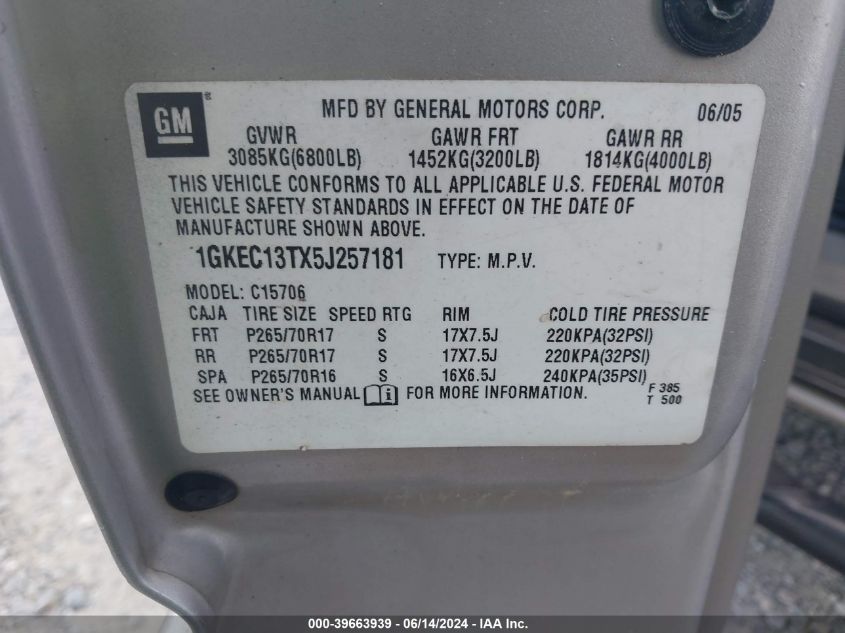 GM
MFD BY GENERAL MOTORS CORP. 06/05
GVWR GAWR FRT GAWR RR
3085KG(6800LB) 1452KG(3200LB) 1814KG(4000LB)
THIS VEHICLE CONFORMS TO ALL APPLICABLE U.S. FEDERAL MOTOR
VEHICLE SAFETY STANDARDS IN EFFECT ON THE DATE OF
MANUFACTURE SHOWN ABOVE.
1GKEC13TX5J257181 TYPE: M.P.V.
MODEL: C15706
CAJA TIRE SIZE SPEED RTG RIM COLD TIRE PRESSURE
FRT P265/70R17 S 17X7.5J 220KPA(32PSI)
RR P265/70R17 S 17X7.5J 220KPA(32PSI)
SPA P265/70R16 S 16X6.5J 240KPA(35PSI)
SEE OWNER'S MANUAL i FOR MORE INFORMATION. F 385
T 500
000-39663939 - 06/14/2024 - IAA Inc.